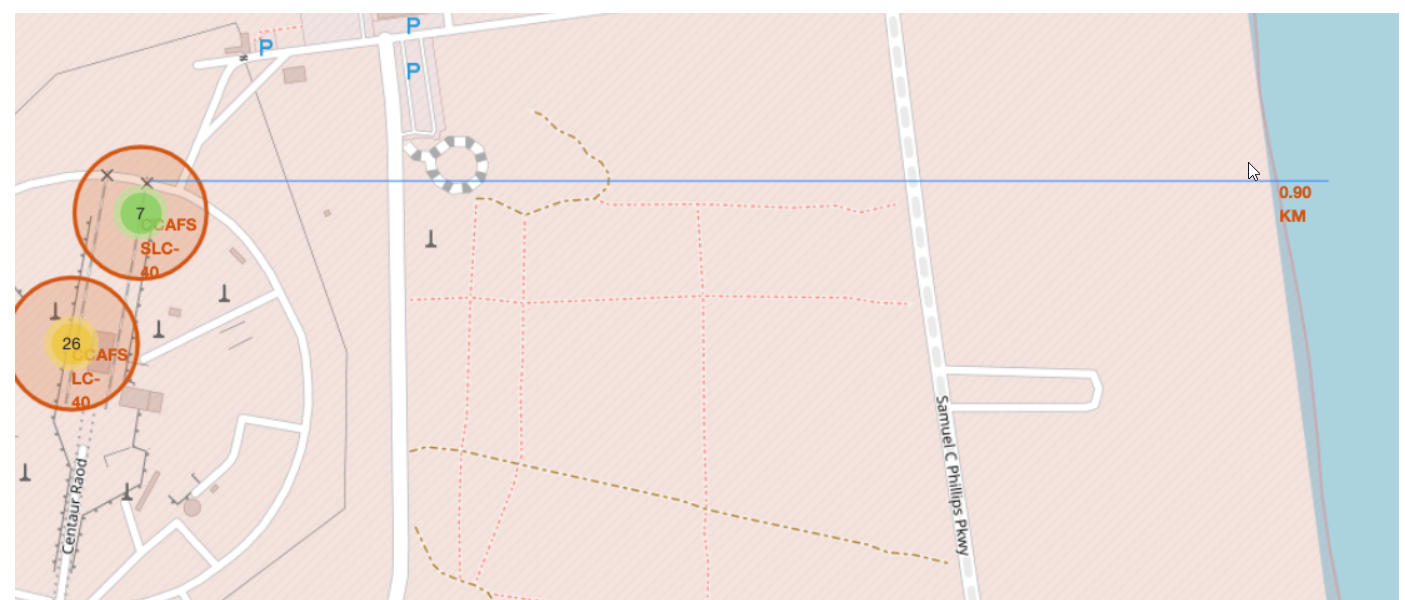 P
P
P
0.90
KM
7
CCAFS
SLC-
40
26
CCAFS
LC-
40
Samuel C Phillips Pkwy
Centaur Raod